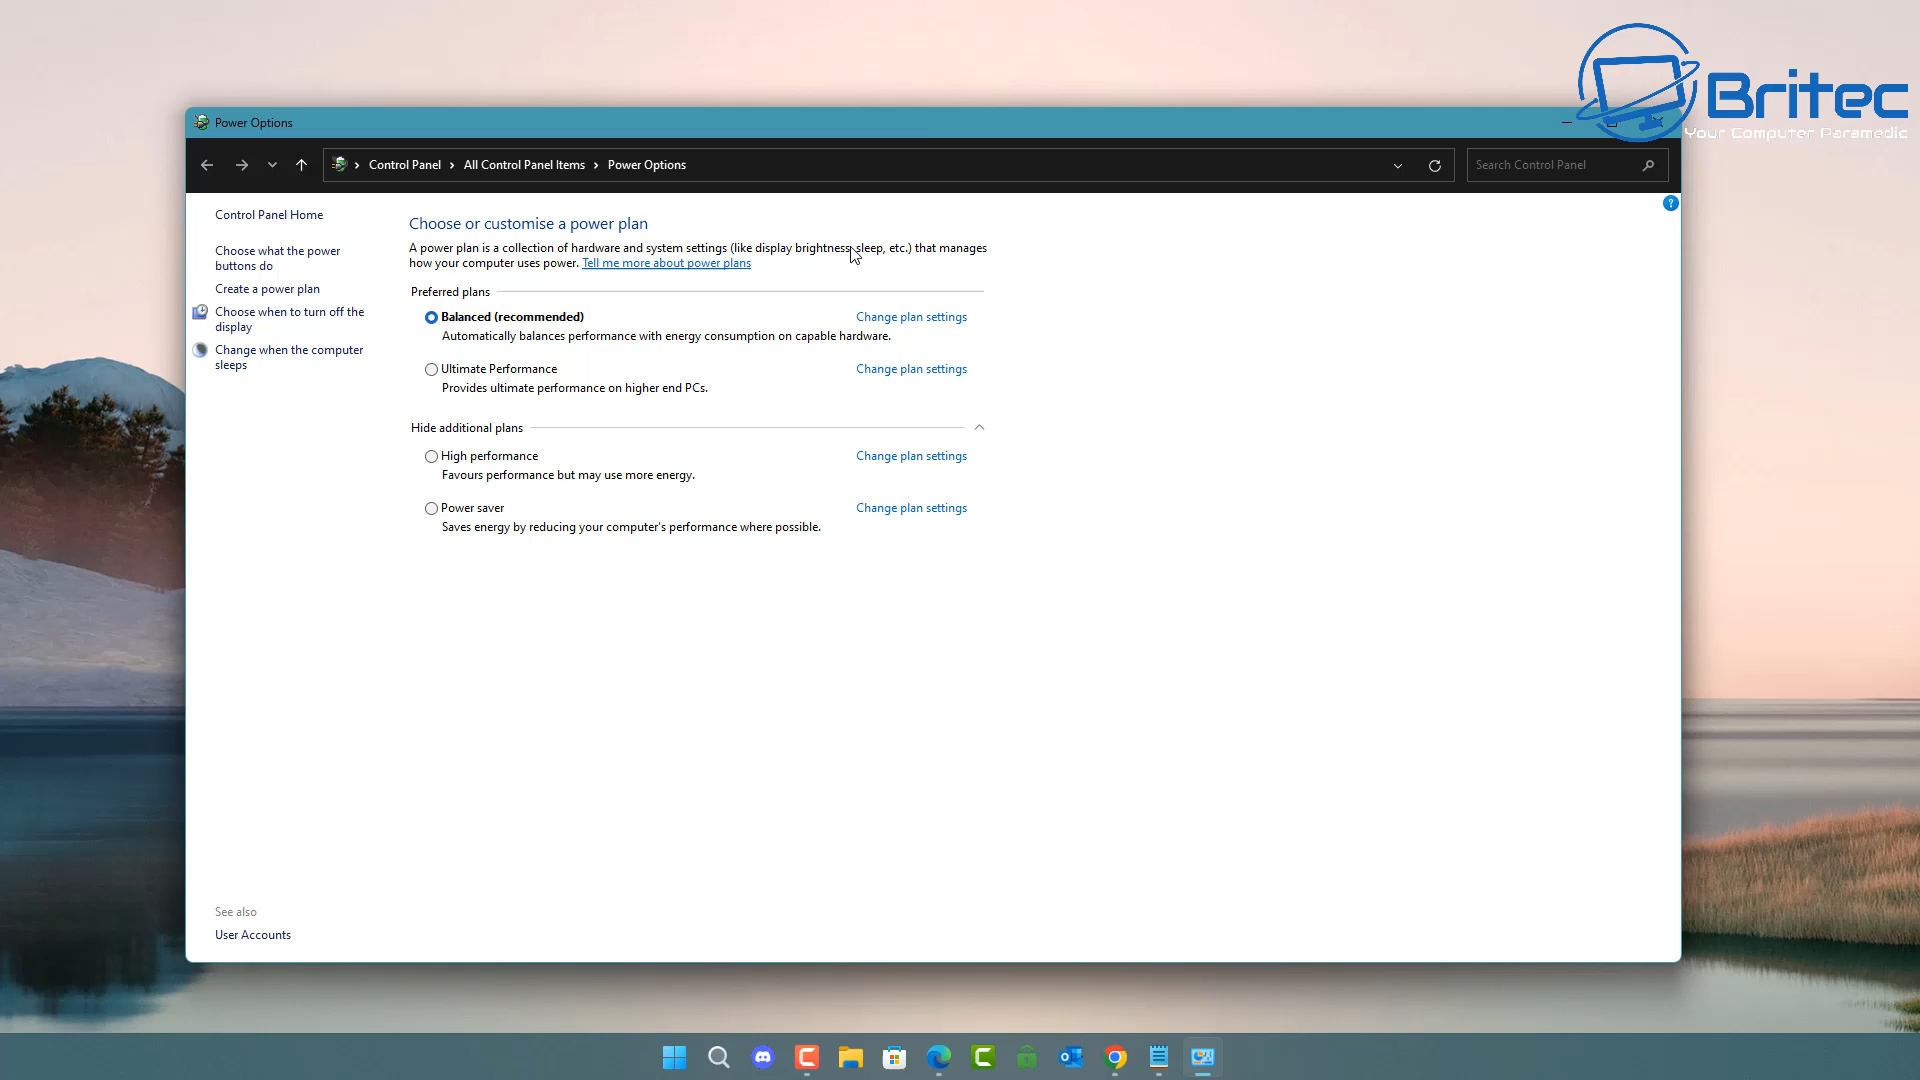 Britec
Your Computer Paramedic
Power Options
Control Panel > All Control Panel Items > Power Options
Search Control Panel
Control Panel Home
Choose what the power
buttons do
Create a power plan
Choose when to turn off the
display
Change when the computer
sleeps
Choose or customise a power plan
A power plan is a collection of hardware and system settings (like display brightness, sleep, etc.) that manages
how your computer uses power. Tell me more about power plans
Preferred plans
Balanced (recommended) Change plan settings
Automatically balances performance with energy consumption on capable hardware.
Ultimate Performance Change plan settings
Provides ultimate performance on higher end PCs.
Hide additional plans
High performance Change plan settings
Favours performance but may use more energy.
Power saver Change plan settings
Saves energy by reducing your computer's performance where possible.
See also
User Accounts